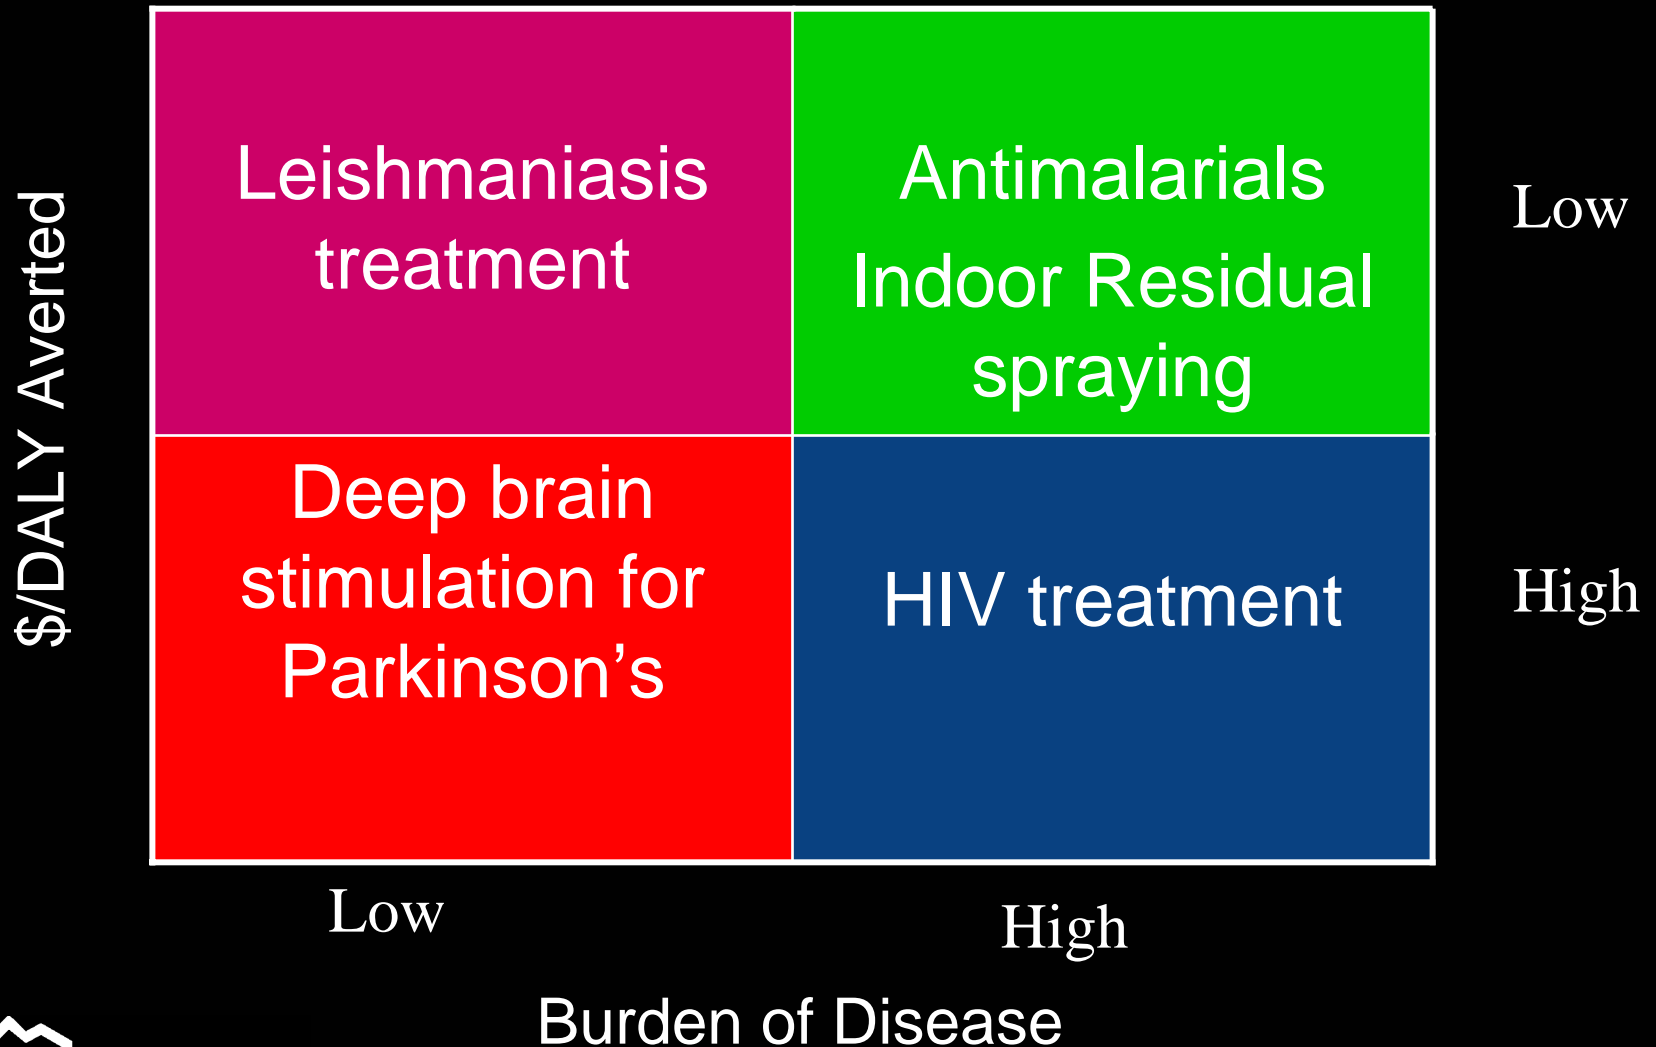 $/DALY Averted
Leishmaniasis
treatment
Antimalarials
Indoor Residual
spraying
Low
Deep brain
stimulation for
Parkinson’s
HIV treatment
High
Low
High
Burden of Disease